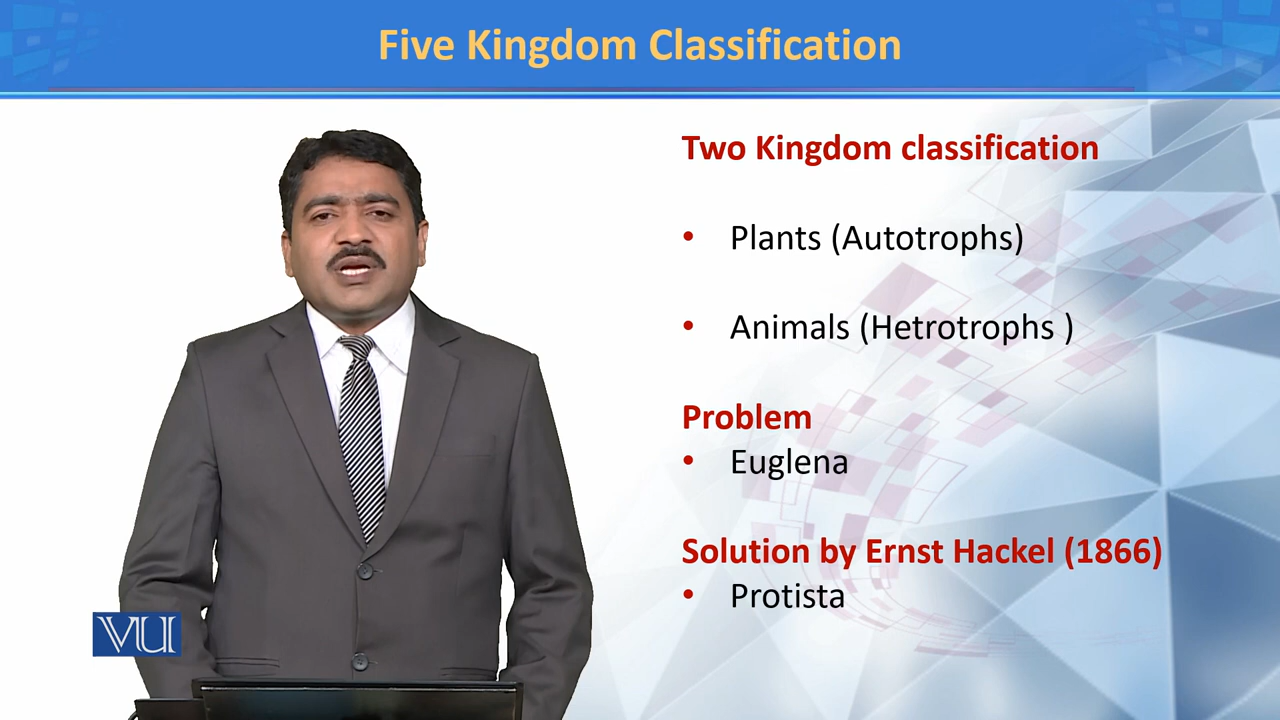 Five Kingdom Classification
Two Kingdom classification
• Plants (Autotrophs)
• Animals (Hetrotrophs )
Problem
• Euglena
Solution by Ernst Hackel (1866)
• Protista
VU